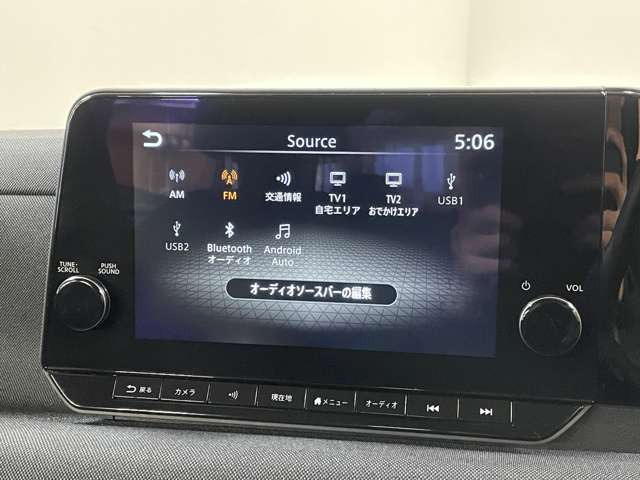 Source
5:06
AM
FM
交通情報
TV1
自宅エリア
TV2
おでかけエリア
USB1
USB2
Bluetooth
オーディオ
Android
Auto
オーディオソースバーの編集
TUNE・
SCROLL
PUSH
SOUND
VOL
戻る
カメラ
現在地
メニュー
オーディオ